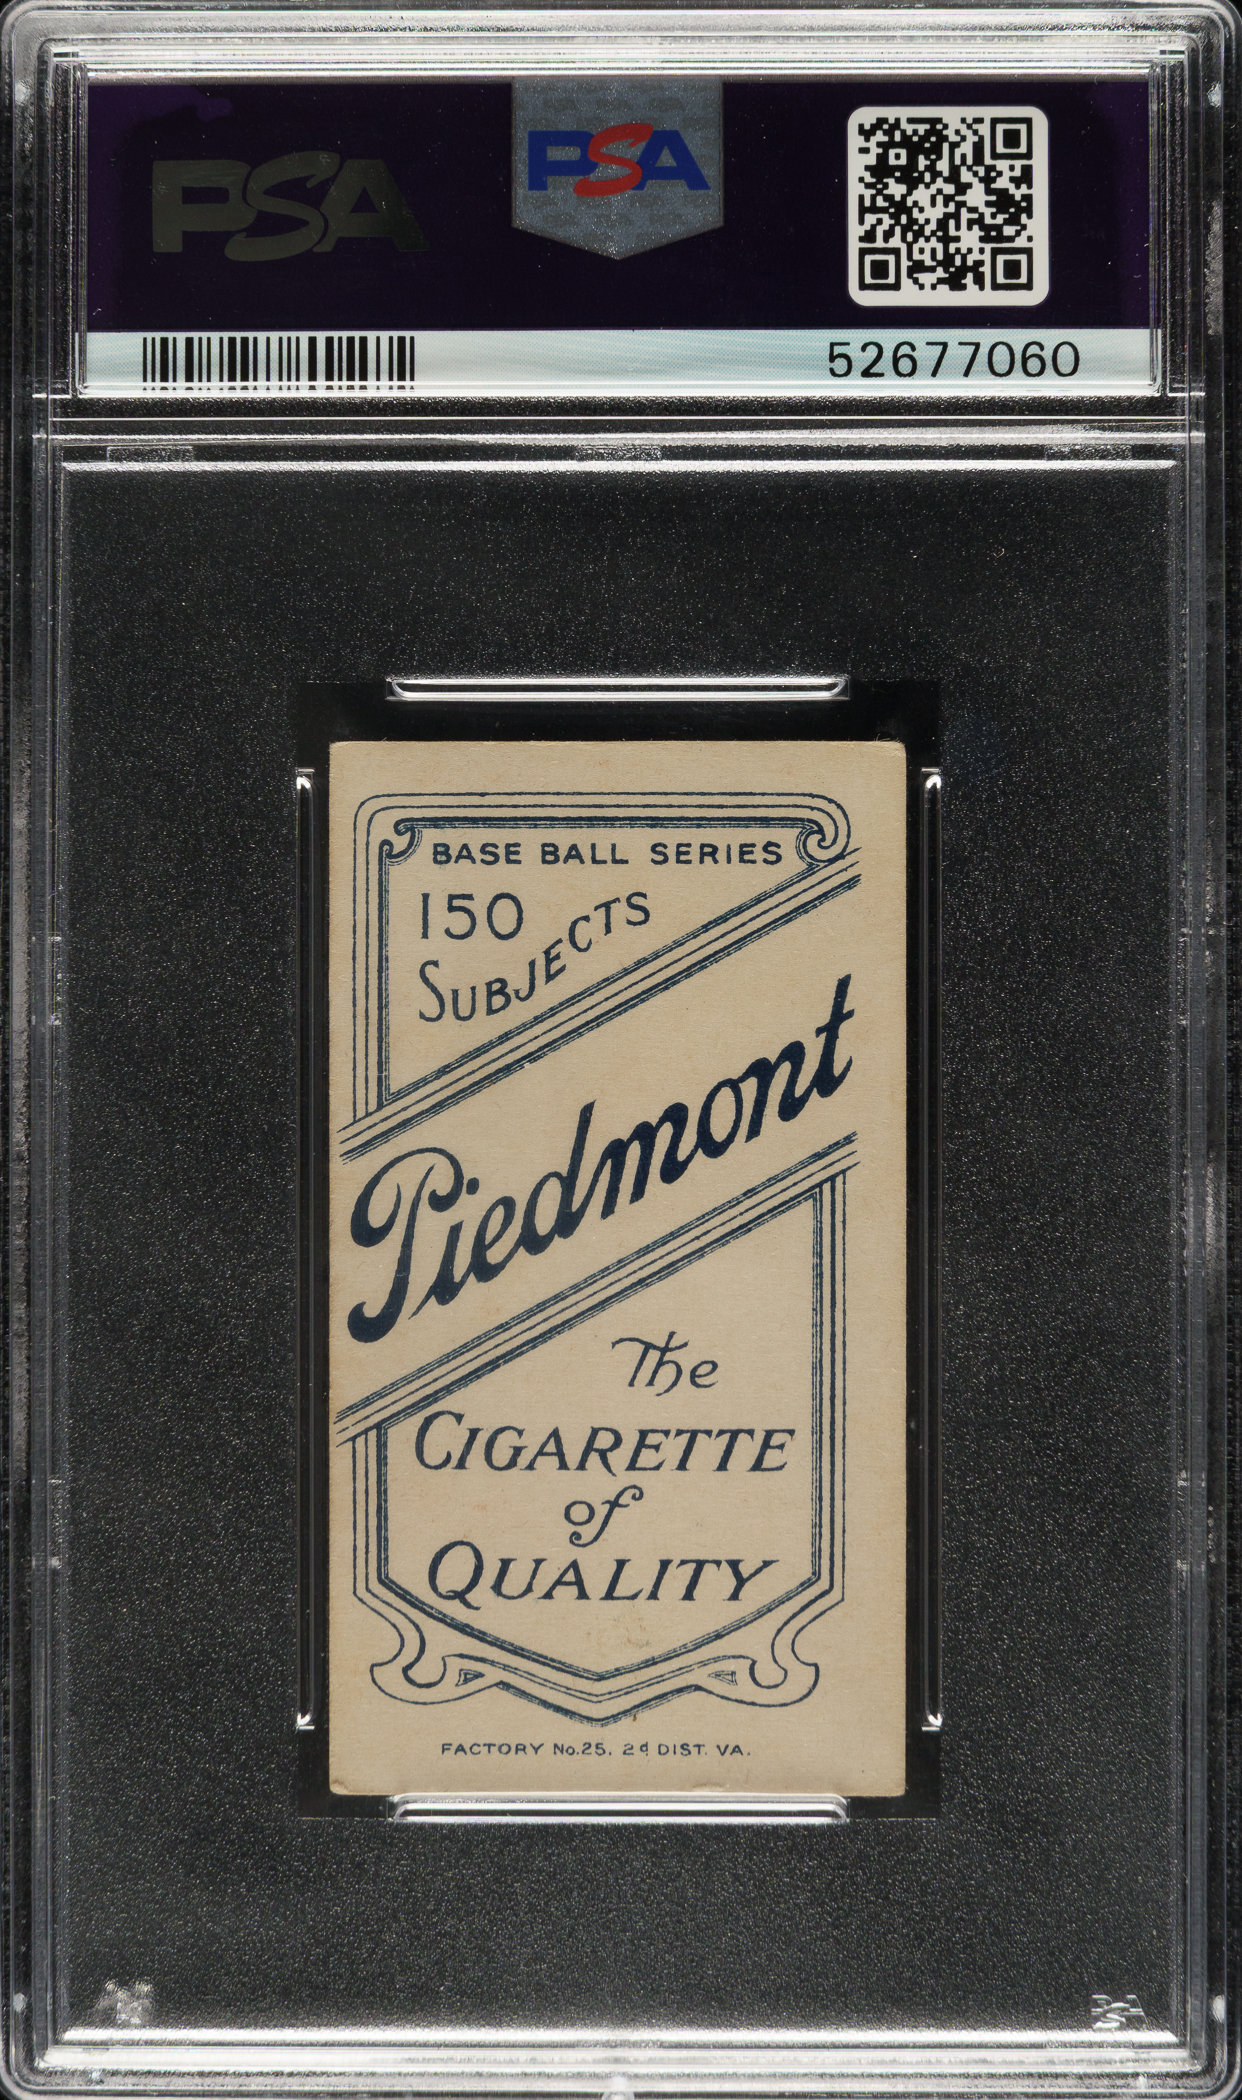 PSA
PSA
52677060
BASE BALL SERIES
150
SUBJECTS
Piedmont
The
CIGARETTE
of
QUALITY
FACTORY No.25. 2d DIST. VA.
PSA